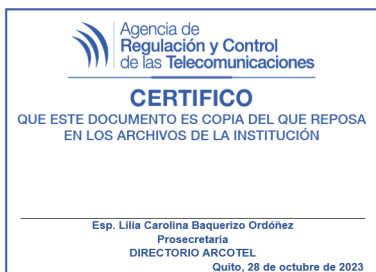 Agencia de
Regulación y Control
de las Telecomunicaciones
CERTIFICO
QUE ESTE DOCUMENTO ES COPIA DEL QUE REPOSA
EN LOS ARCHIVOS DE LA INSTITUCIÓN
Esp. Lilia Carolina Baquerizo Ordóñez
Prosecretaria
DIRECTORIO ARCOTEL
Quito, 28 de octubre de 2023